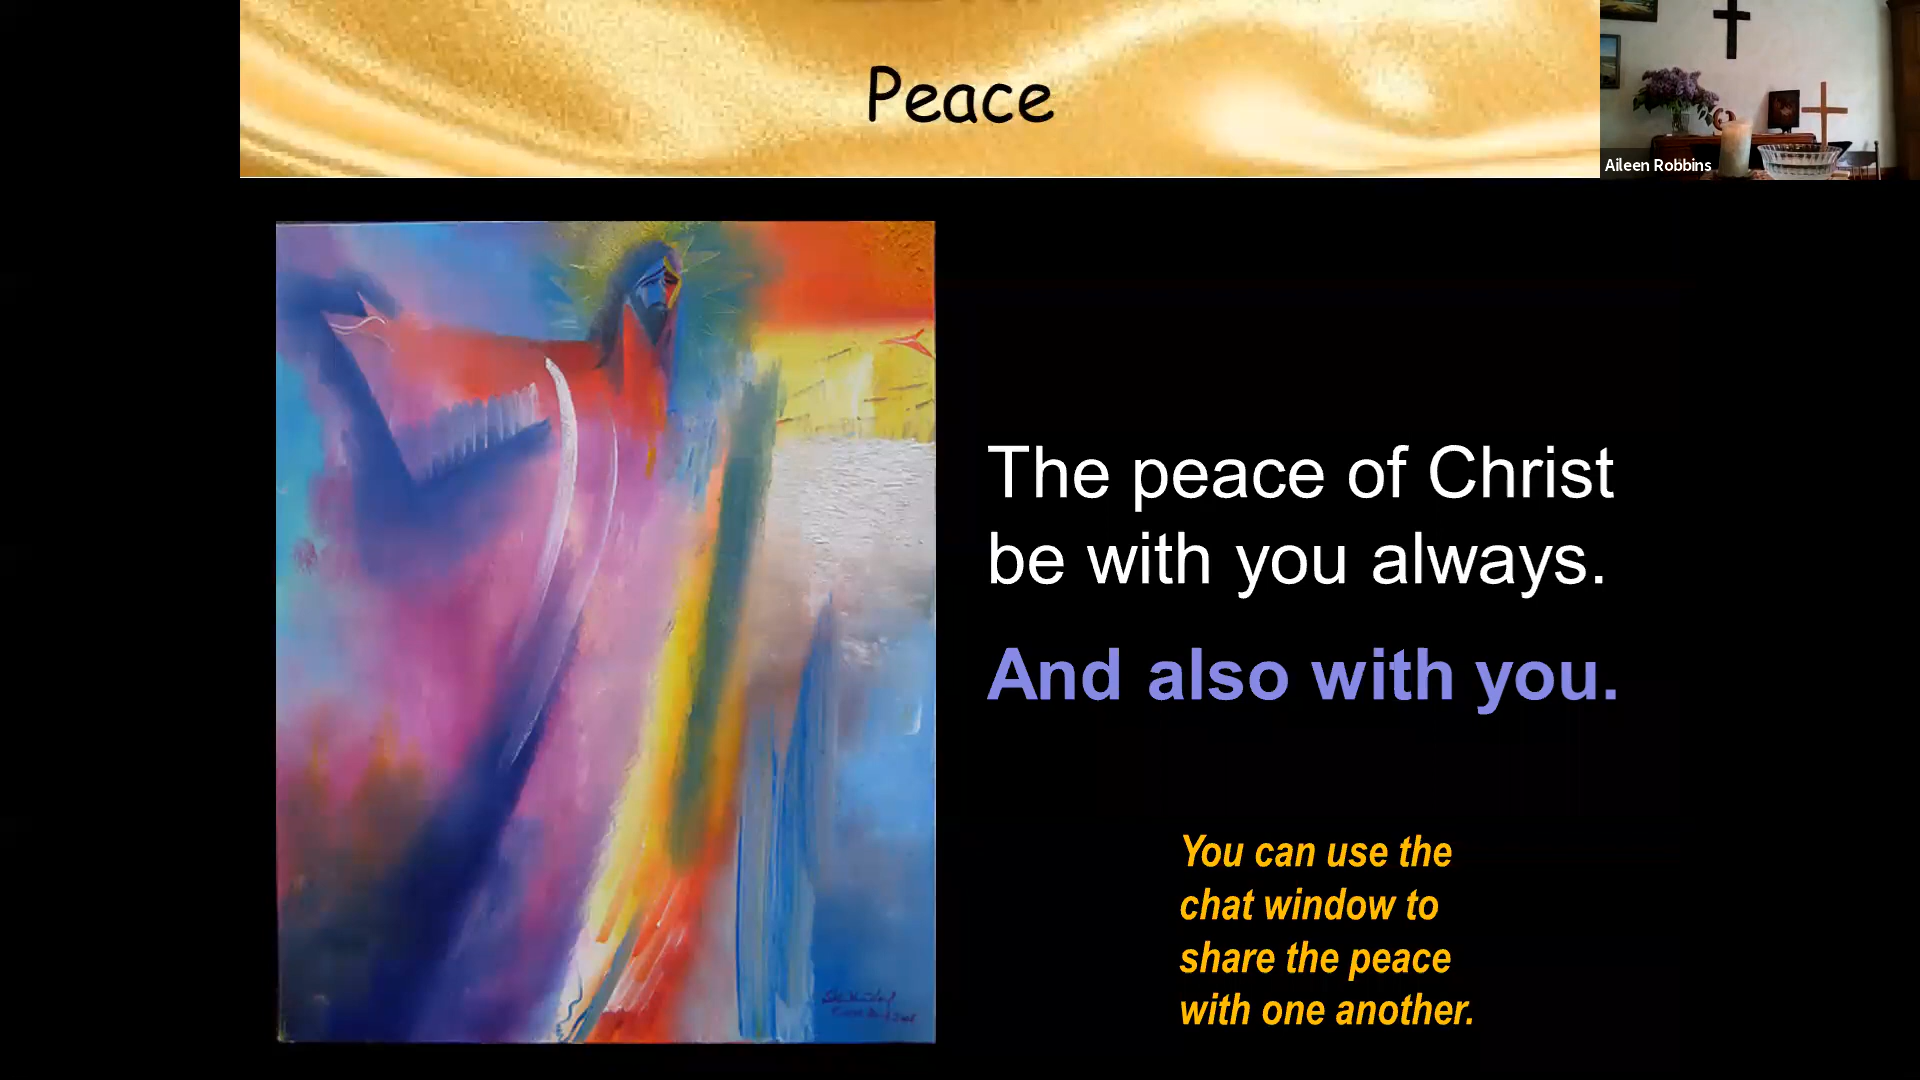 Peace
Aileen Robbins
The peace of Christ
be with you always.
And also with you.
You can use the
chat window to
share the peace
with one another.